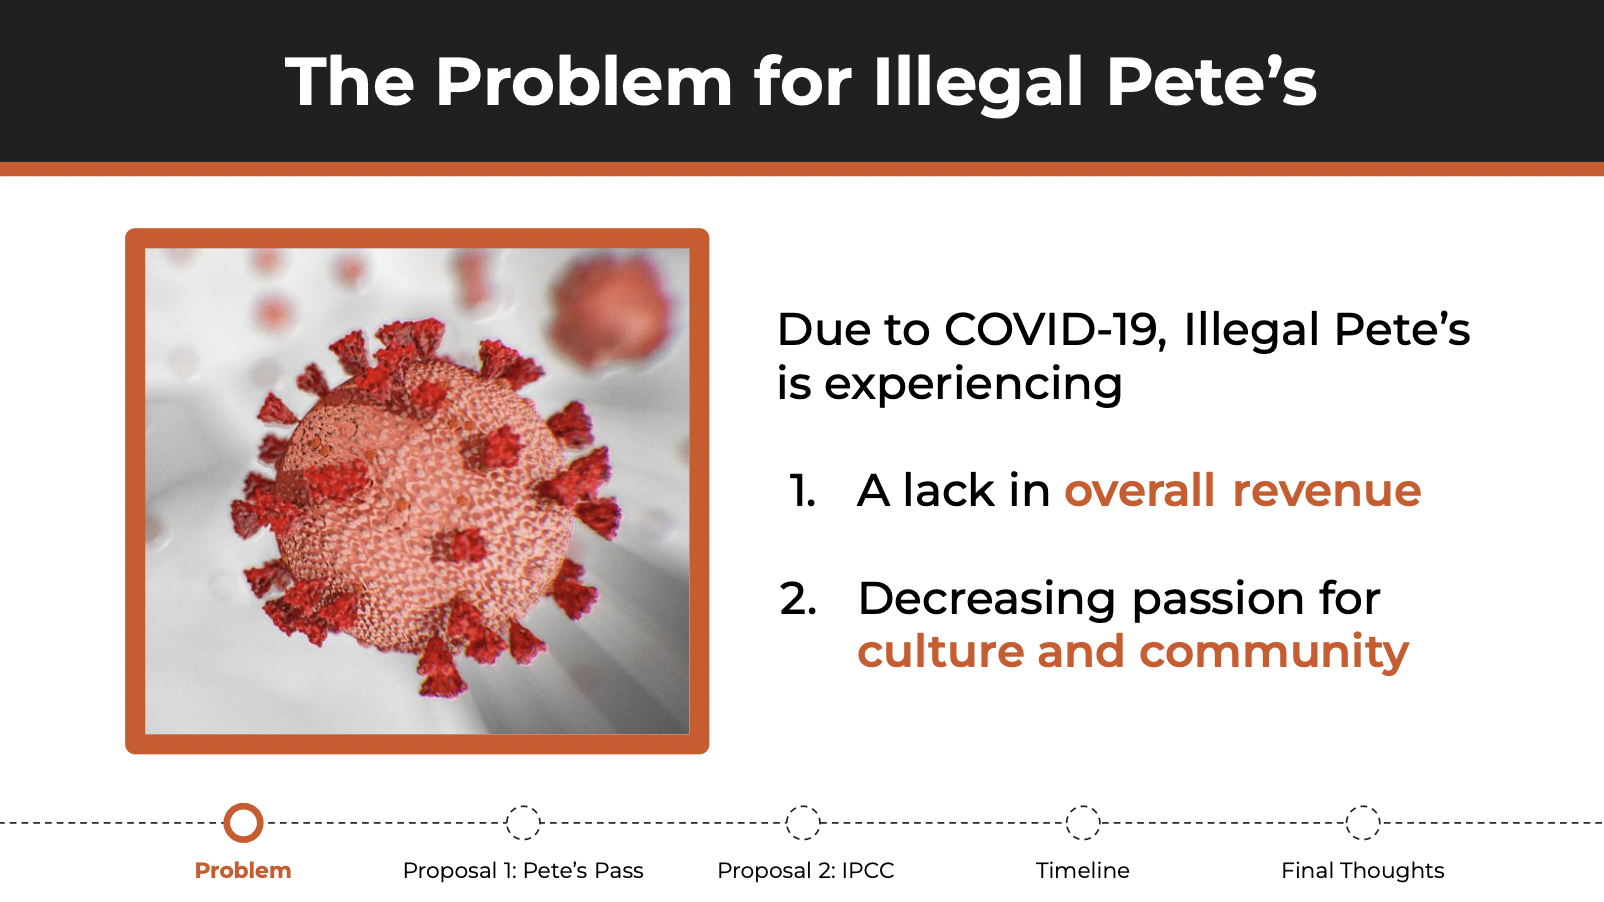 The Problem for Illegal Pete’s
Due to COVID-19, Illegal Pete’s
is experiencing
1. A lack in overall revenue
2. Decreasing passion for
culture and community
Problem
Proposal 1: Pete’s Pass
Proposal 2: IPCC
Timeline
Final Thoughts